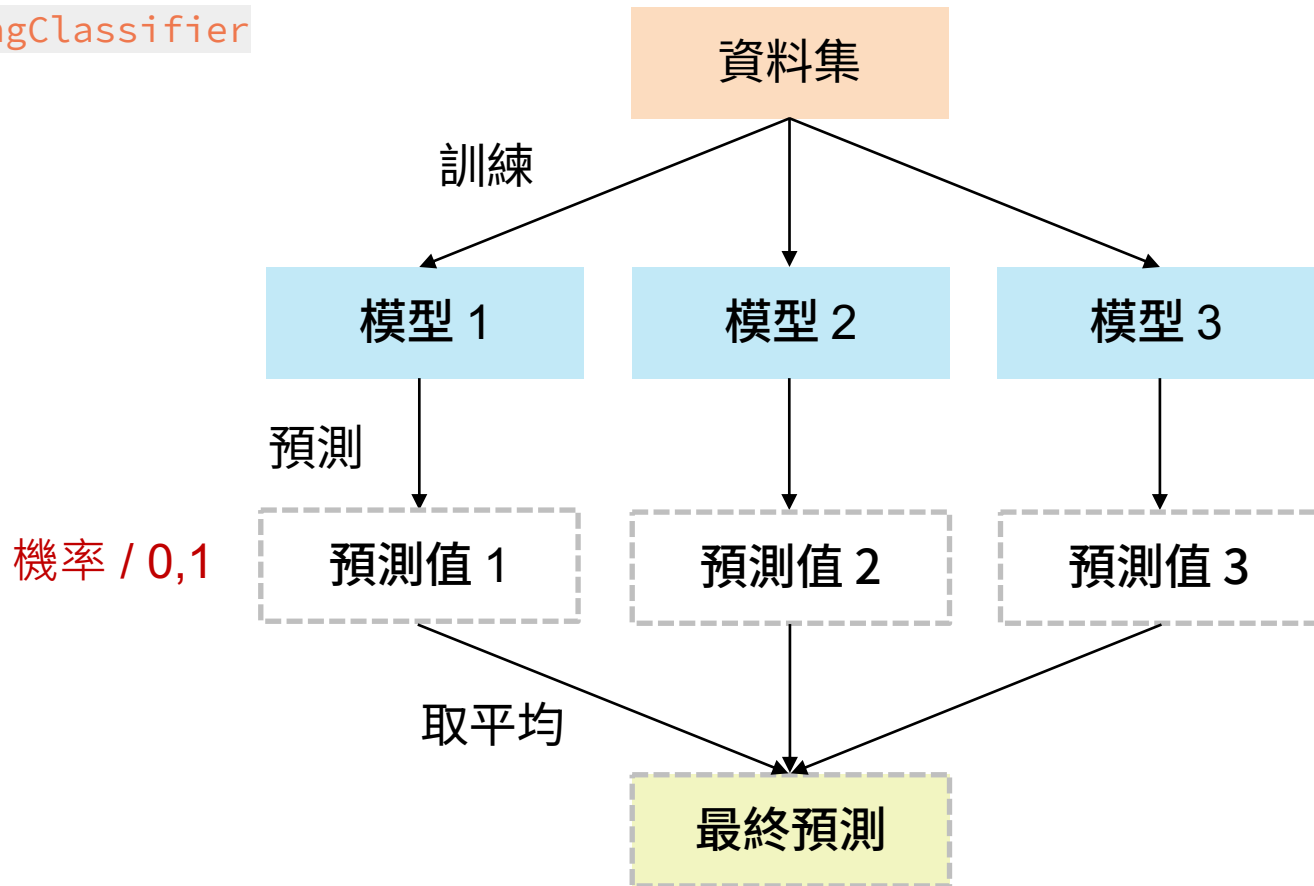 ngClassifier
資料集
訓練
模型 1
模型 2
模型 3
預測
機率 / 0,1
預測值 1
預測值 2
預測值 3
取平均
最終預測